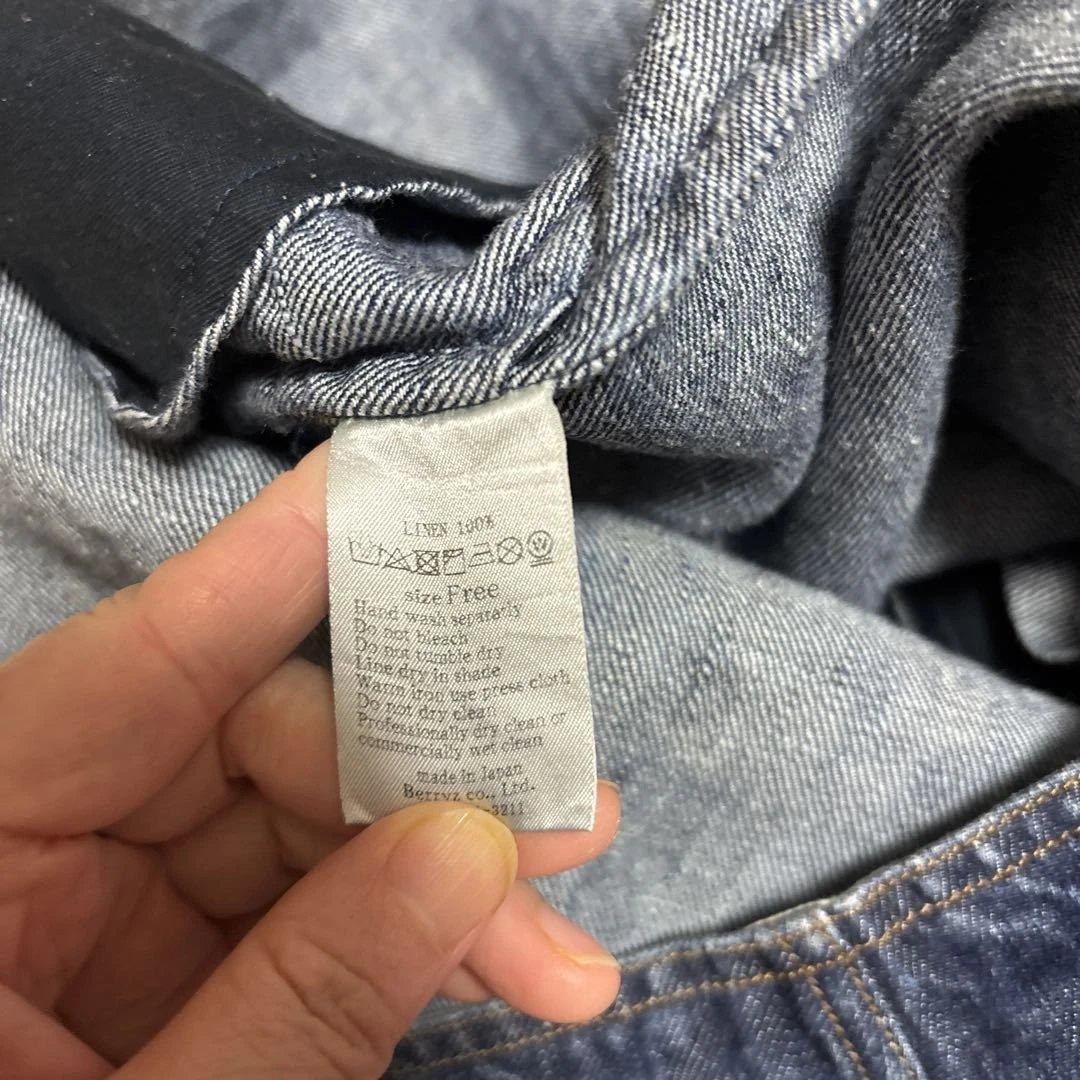 LINEN 100%
size Free
Hand wash separatly
Do not bleach
Do not tumble dry
Line dry in shade
Warm iron use press cloth
Do not dry clean
Professionally dry clean or
commercially wet clean
made in Japan
Berryz co., Ltd.
-3211